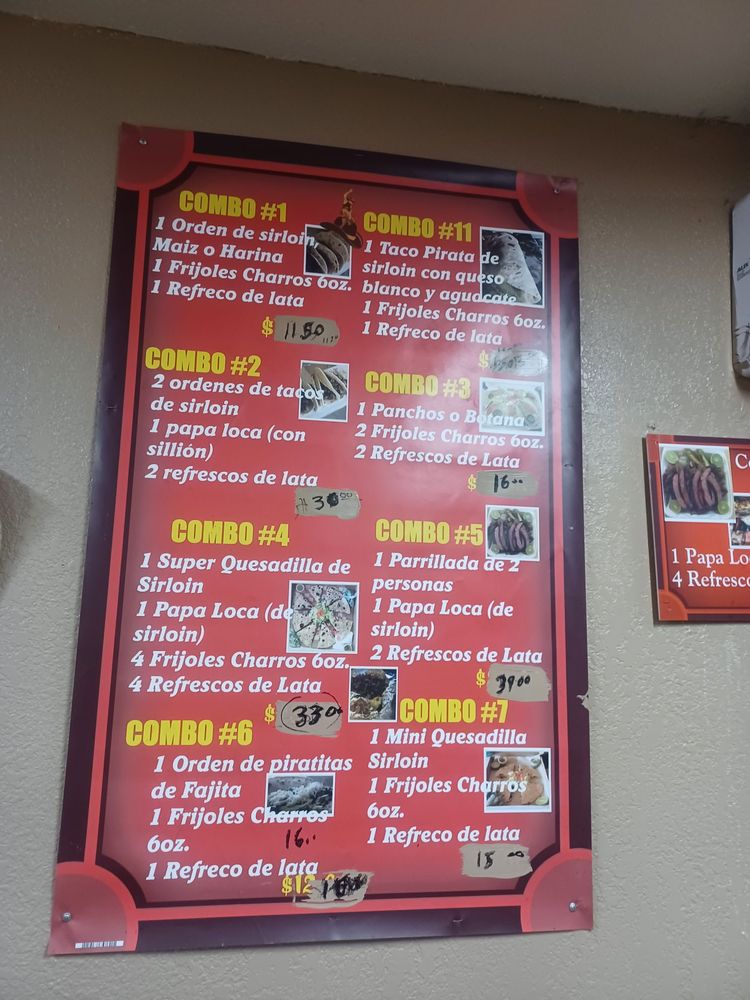 COMBO #1
1 Orden de sirloin,
Maiz o Harina
1 Frijoles Charros 6oz.
1 Refreco de lata
$ 11.50
COMBO #11
1 Taco Pirata de
sirloin con queso
blanco y aguacate
1 Frijoles Charros 6oz.
1 Refreco de lata
$
COMBO #2
2 ordenes de tacos
de sirloin
1 papa loca (con
sillión)
2 refrescos de lata
COMBO #3
1 Panchos o Botana
2 Frijoles Charros 6oz.
2 Refrescos de Lata
$ 16.00
COMBO #4
1 Super Quesadilla de
Sirloin
1 Papa Loca (de
sirloin)
4 Frijoles Charros 6oz.
4 Refrescos de Lata
$ 33.00
COMBO #5
1 Parrillada de 2
personas
1 Papa Loca (de
sirloin)
2 Refrescos de Lata
$ 39.00
COMBO #6
1 Orden de piratitas
de Fajita
1 Frijoles Charros
6oz.
16..
1 Refreco de lata
$12
COMBO #7
1 Mini Quesadilla
Sirloin
1 Frijoles Charros
6oz.
1 Refreco de lata
1 Papa
4 Refresc